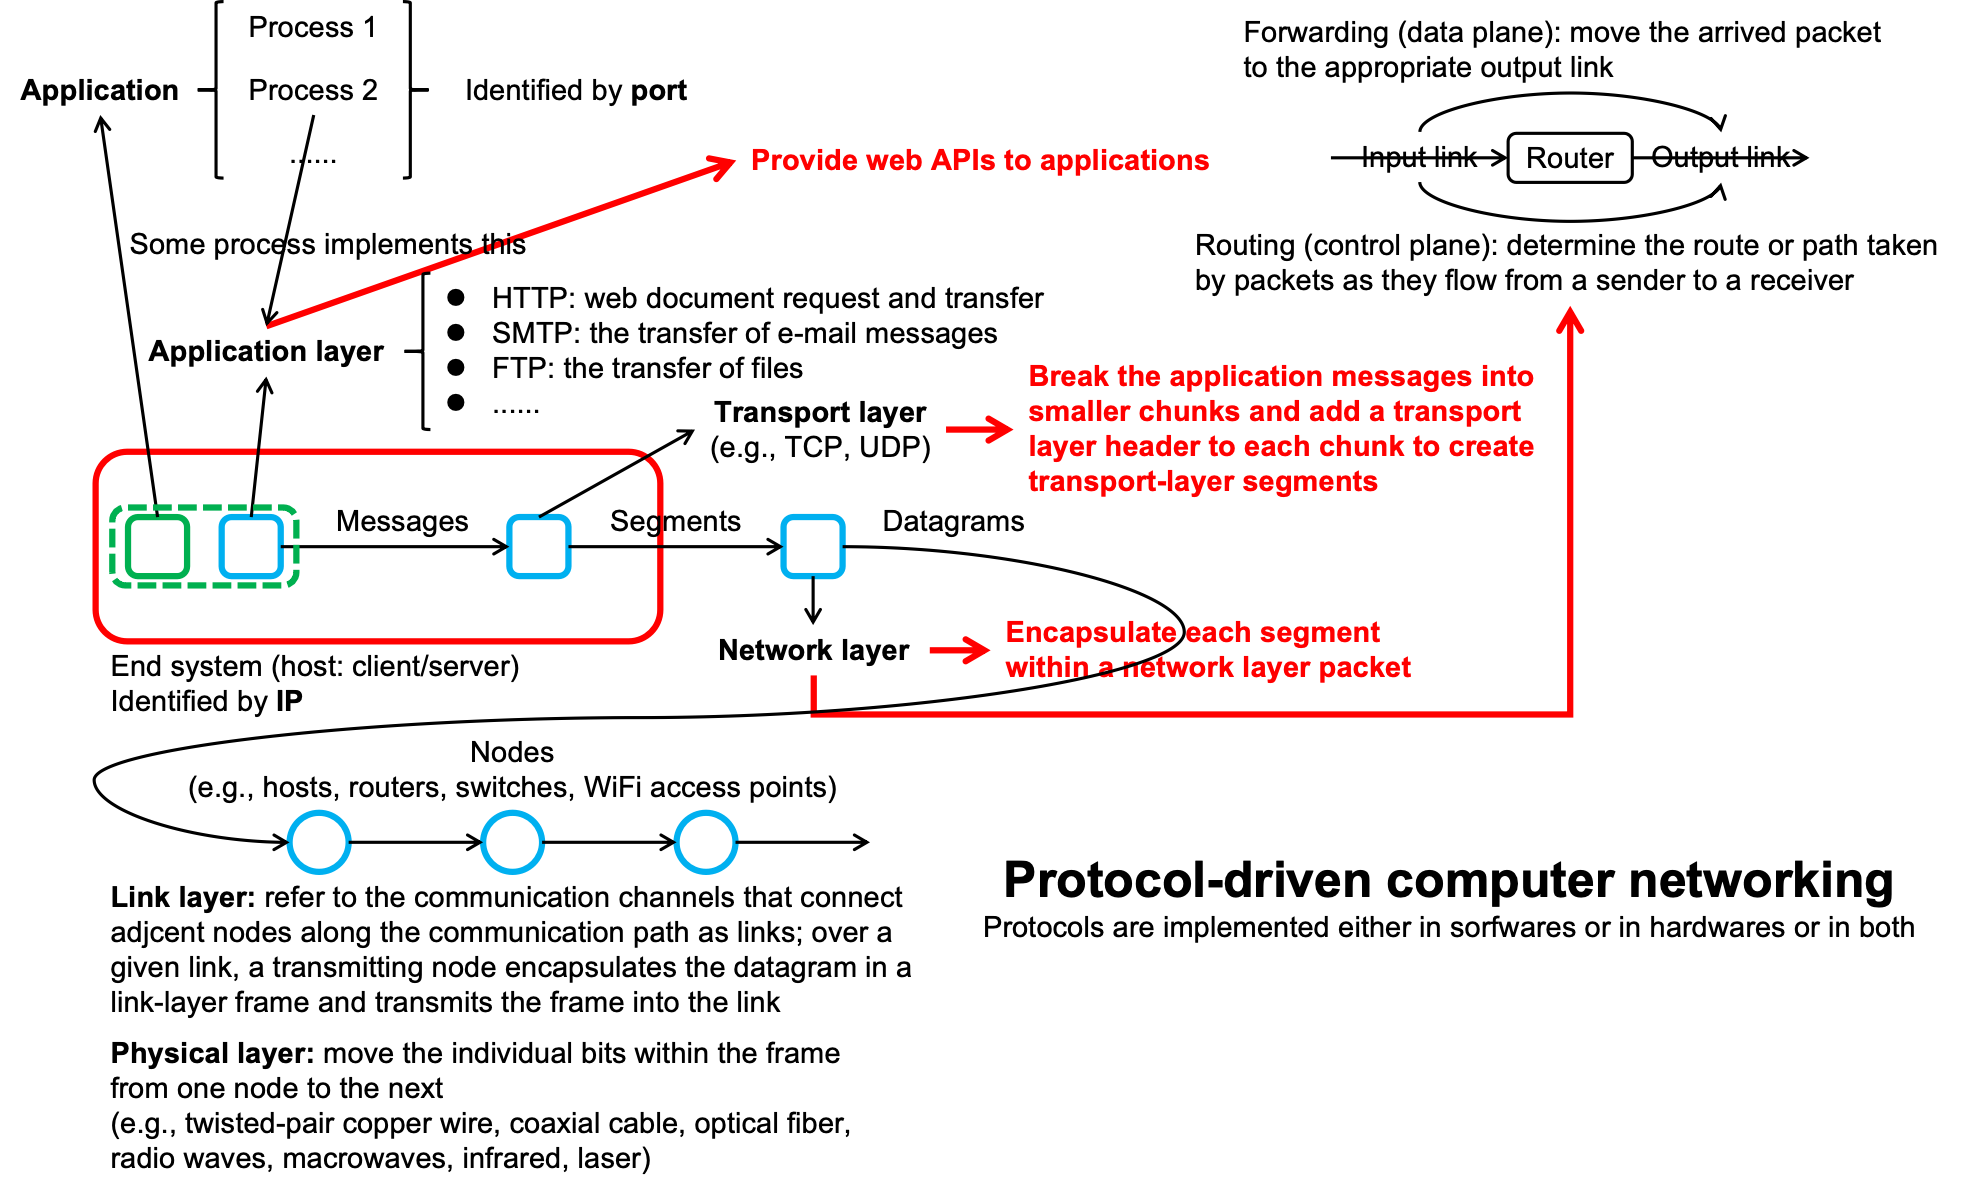 Process 1
Application
Process 2
Identified by port
......
Forwarding (data plane): move the arrived packet
to the appropriate output link
Input link
Router
Output link
Routing (control plane): determine the route or path taken
by packets as they flow from a sender to a receiver
Provide web APIs to applications
Some process implements this
Application layer
● HTTP: web document request and transfer
● SMTP: the transfer of e-mail messages
● FTP: the transfer of files
● ......
Transport layer
(e.g., TCP, UDP)
Break the application messages into
smaller chunks and add a transport
layer header to each chunk to create
transport-layer segments
Messages
Segments
Datagrams
End system (host: client/server)
Identified by IP
Network layer
Encapsulate each segment
within a network layer packet
Nodes
(e.g., hosts, routers, switches, WiFi access points)
Link layer: refer to the communication channels that connect
adjcent nodes along the communication path as links; over a
given link, a transmitting node encapsulates the datagram in a
link-layer frame and transmits the frame into the link
Physical layer: move the individual bits within the frame
from one node to the next
(e.g., twisted-pair copper wire, coaxial cable, optical fiber,
radio waves, macrowaves, infrared, laser)
Protocol-driven computer networking
Protocols are implemented either in sorfwares or in hardwares or in both